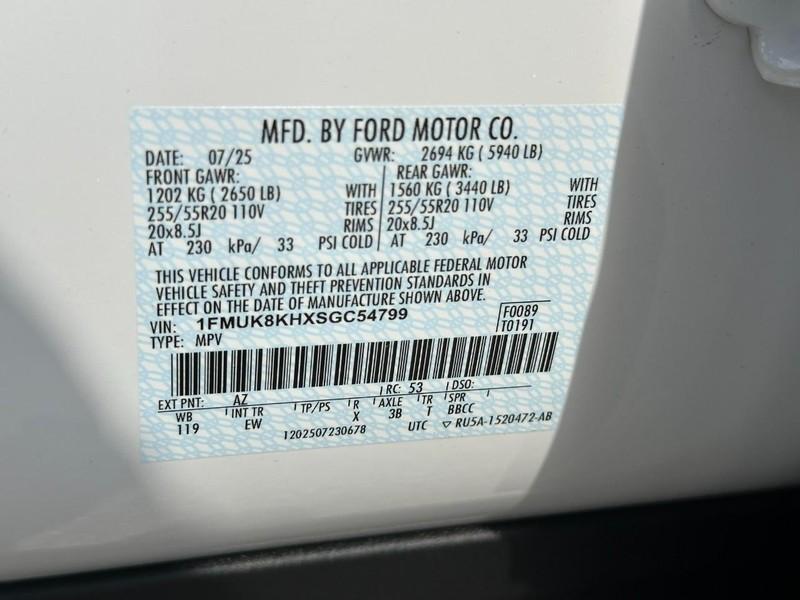 MFD. BY FORD MOTOR CO.
DATE: 07/25 GVWR: 2694 KG ( 5940 LB)
FRONT GAWR: REAR GAWR:
1202 KG ( 2650 LB) WITH 1560 KG ( 3440 LB) WITH
255/55R20 110V TIRES 255/55R20 110V TIRES
20x8.5J RIMS 20x8.5J RIMS
AT 230 kPa/ 33 PSI COLD AT 230 kPa/ 33 PSI COLD
THIS VEHICLE CONFORMS TO ALL APPLICABLE FEDERAL MOTOR
VEHICLE SAFETY AND THEFT PREVENTION STANDARDS IN
EFFECT ON THE DATE OF MANUFACTURE SHOWN ABOVE.
VIN: 1FMUK8KHXSGC54799 F0089
TYPE: MPV T0191
EXT PNT: AZ RC: 53 DSO:
WB INT TR TP/PS R AXLE TR SPR
119 EW X 3B T BBCC
1202507230678 UTC ▽ RU5A-1520472-AB